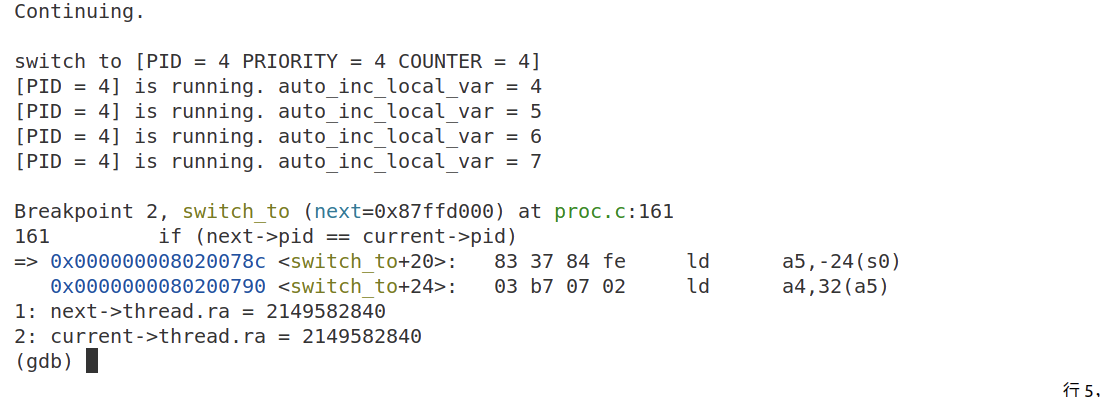 Continuing.
switch to [PID = 4 PRIORITY = 4 COUNTER = 4]
[PID = 4] is running. auto_inc_local_var = 4
[PID = 4] is running. auto_inc_local_var = 5
[PID = 4] is running. auto_inc_local_var = 6
[PID = 4] is running. auto_inc_local_var = 7
Breakpoint 2, switch_to (next=0x87ffd000) at proc.c:161
161         if (next->pid == current->pid)
=> 0x000000008020078c <switch_to+20>:   83 37 84 fe     ld      a5,-24(s0)
   0x0000000080200790 <switch_to+24>:   03 b7 07 02     ld      a4,32(a5)
1: next->thread.ra = 2149582840
2: current->thread.ra = 2149582840
(gdb)
行 5,